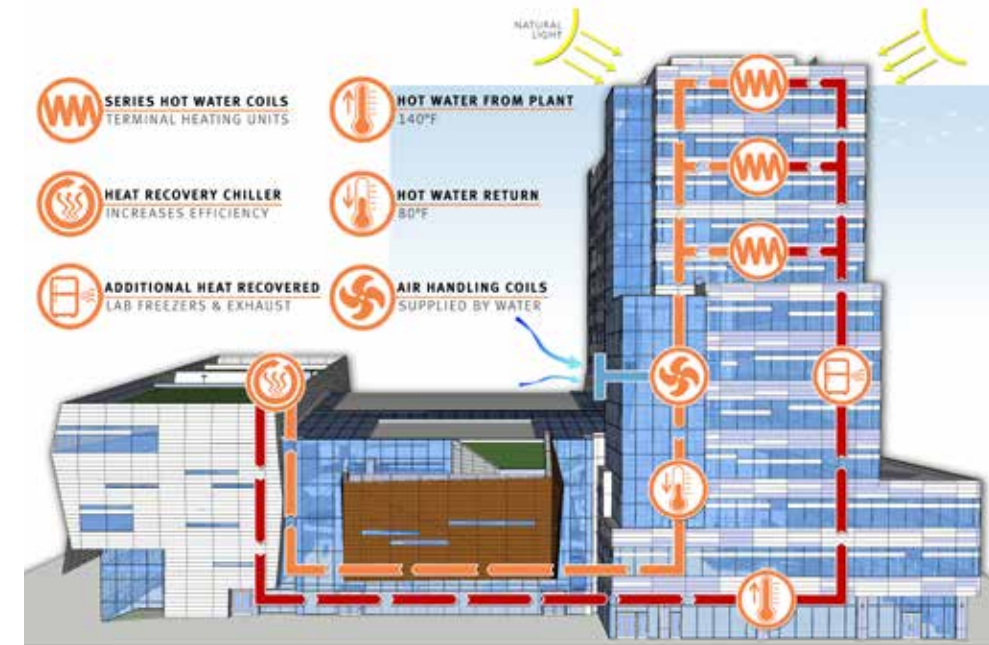 NATURAL
LIGHT
SERIES HOT WATER COILS
TERMINAL HEATING UNITS
HOT WATER FROM PLANT
140°F
HEAT RECOVERY CHILLER
INCREASES EFFICIENCY
HOT WATER RETURN
80°F
ADDITIONAL HEAT RECOVERED
LAB FREEZERS & EXHAUST
AIR HANDLING COILS
SUPPLIED BY WATER